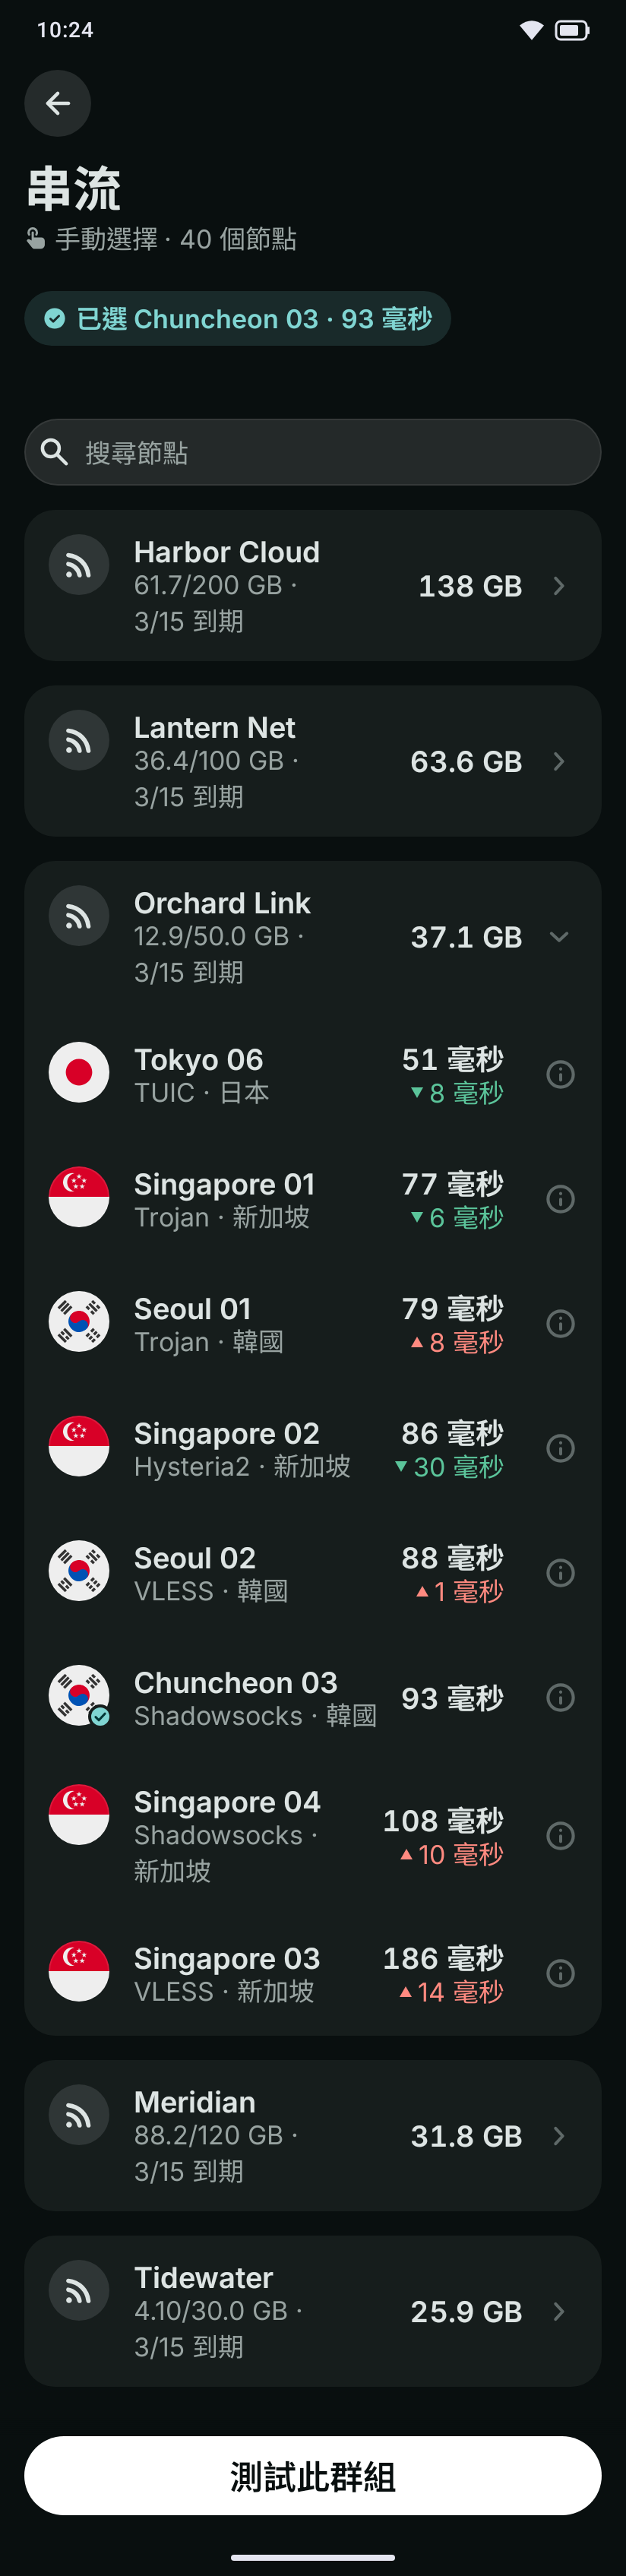 10:24
串流
手動選擇 · 40 個節點
已選 Chuncheon 03 · 93 毫秒
搜尋節點
Harbor Cloud
61.7/200 GB ·
3/15 到期
138 GB
Lantern Net
36.4/100 GB ·
3/15 到期
63.6 GB
Orchard Link
12.9/50.0 GB ·
3/15 到期
37.1 GB
Tokyo 06
TUIC · 日本
51 毫秒
▼8 毫秒
Singapore 01
Trojan · 新加坡
77 毫秒
▼6 毫秒
Seoul 01
Trojan · 韓國
79 毫秒
▲8 毫秒
Singapore 02
Hysteria2 · 新加坡
86 毫秒
▼30 毫秒
Seoul 02
VLESS · 韓國
88 毫秒
▲1 毫秒
Chuncheon 03
Shadowsocks · 韓國
93 毫秒
Singapore 04
Shadowsocks ·
新加坡
108 毫秒
▲10 毫秒
Singapore 03
VLESS · 新加坡
186 毫秒
▲14 毫秒
Meridian
88.2/120 GB ·
3/15 到期
31.8 GB
Tidewater
4.10/30.0 GB ·
3/15 到期
25.9 GB
測試此群組